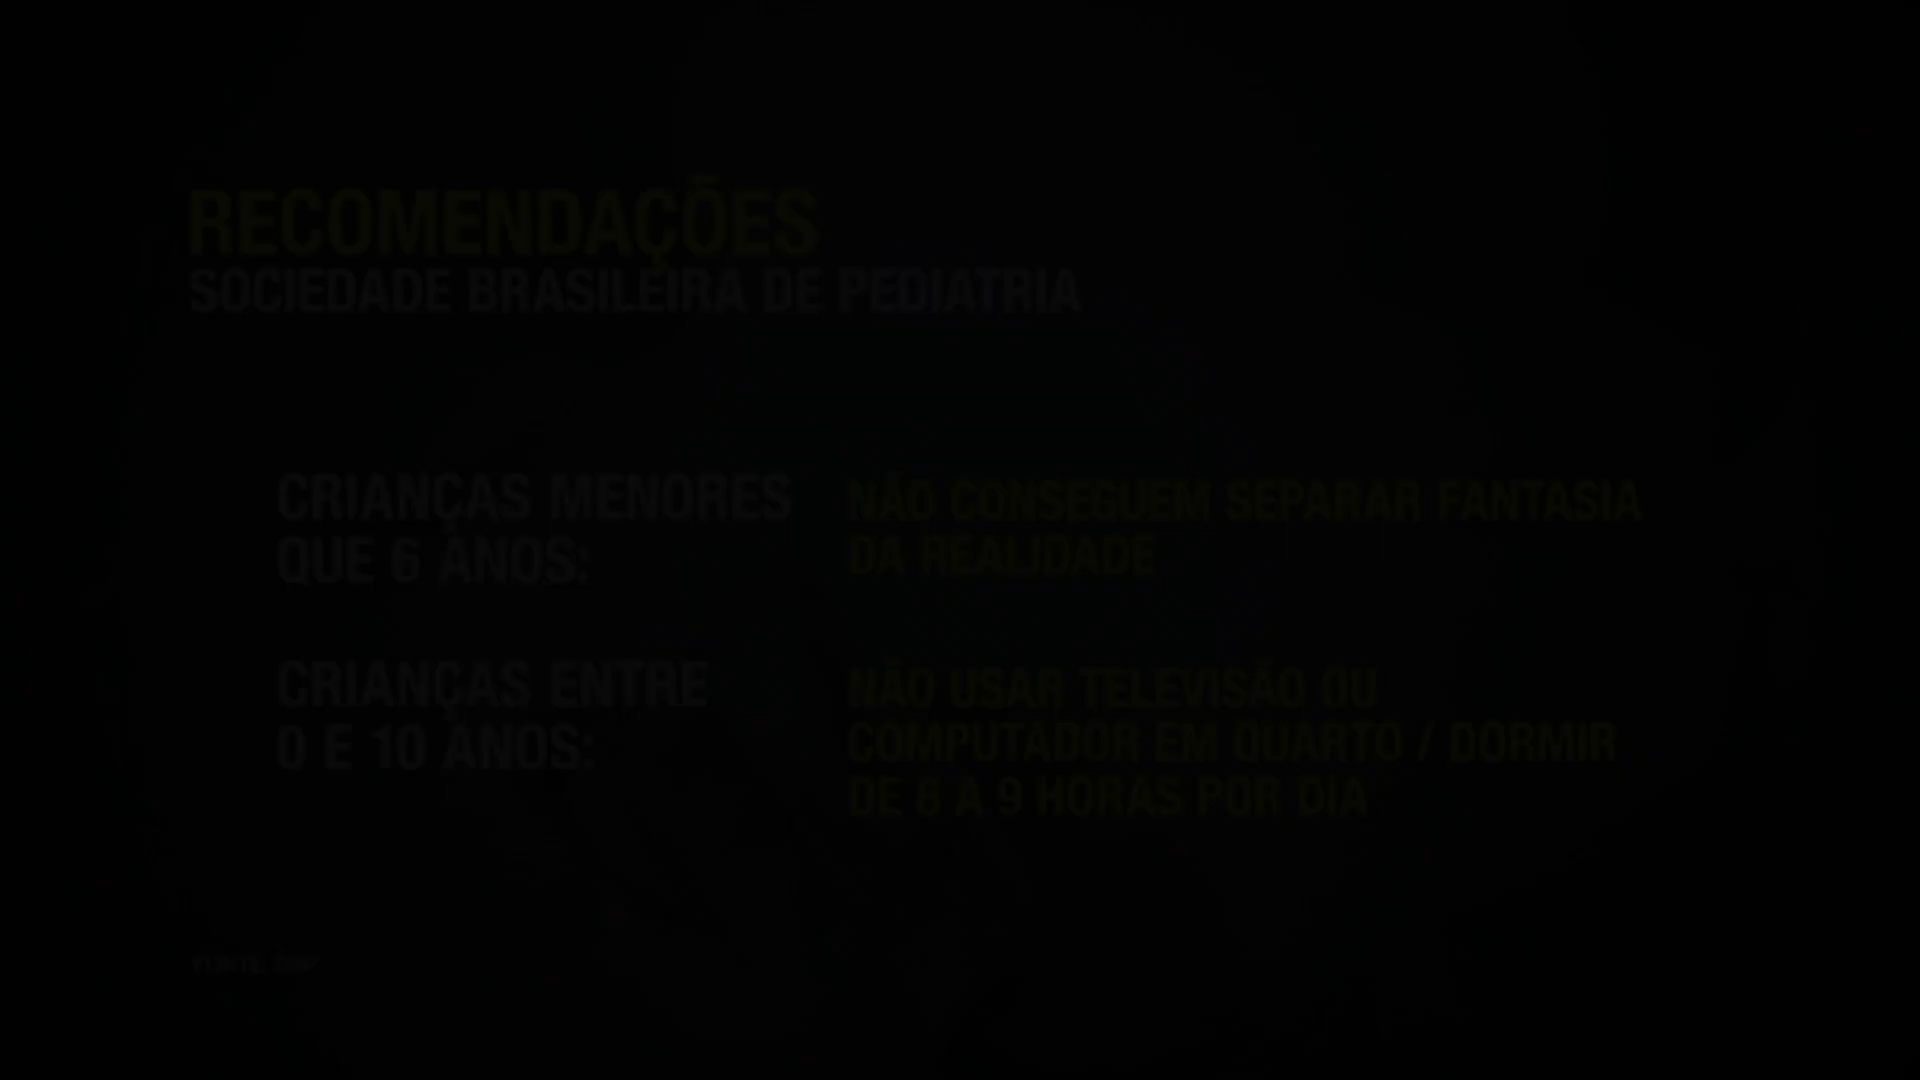 RECOMENDAÇÕES
SOCIEDADE BRASILEIRA DE PEDIATRIA
CRIANÇAS MENORES
QUE 6 ANOS:
NÃO CONSEGUEM SEPARAR FANTASIA
DA REALIDADE
CRIANÇAS ENTRE
0 E 10 ANOS:
NÃO USAR TELEVISÃO OU
COMPUTADOR EM QUARTO / DORMIR
DE 8 A 9 HORAS POR DIA
FONTE: SBP